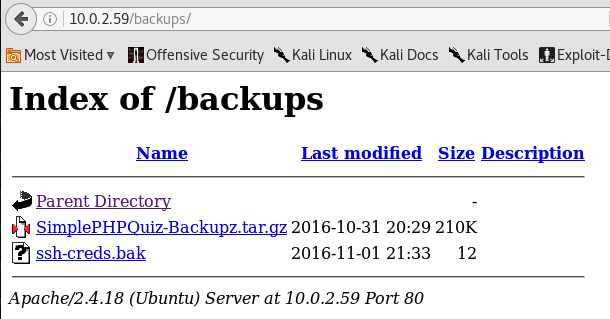 10.0.2.59/backups/
Most Visited Offensive Security Kali Linux Kali Docs Kali Tools Exploit-D
Index of /backups
Name Last modified Size Description
Parent Directory -
SimplePHPQuiz-Backupz.tar.gz 2016-10-31 20:29 210K
ssh-creds.bak 2016-11-01 21:33 12
Apache/2.4.18 (Ubuntu) Server at 10.0.2.59 Port 80